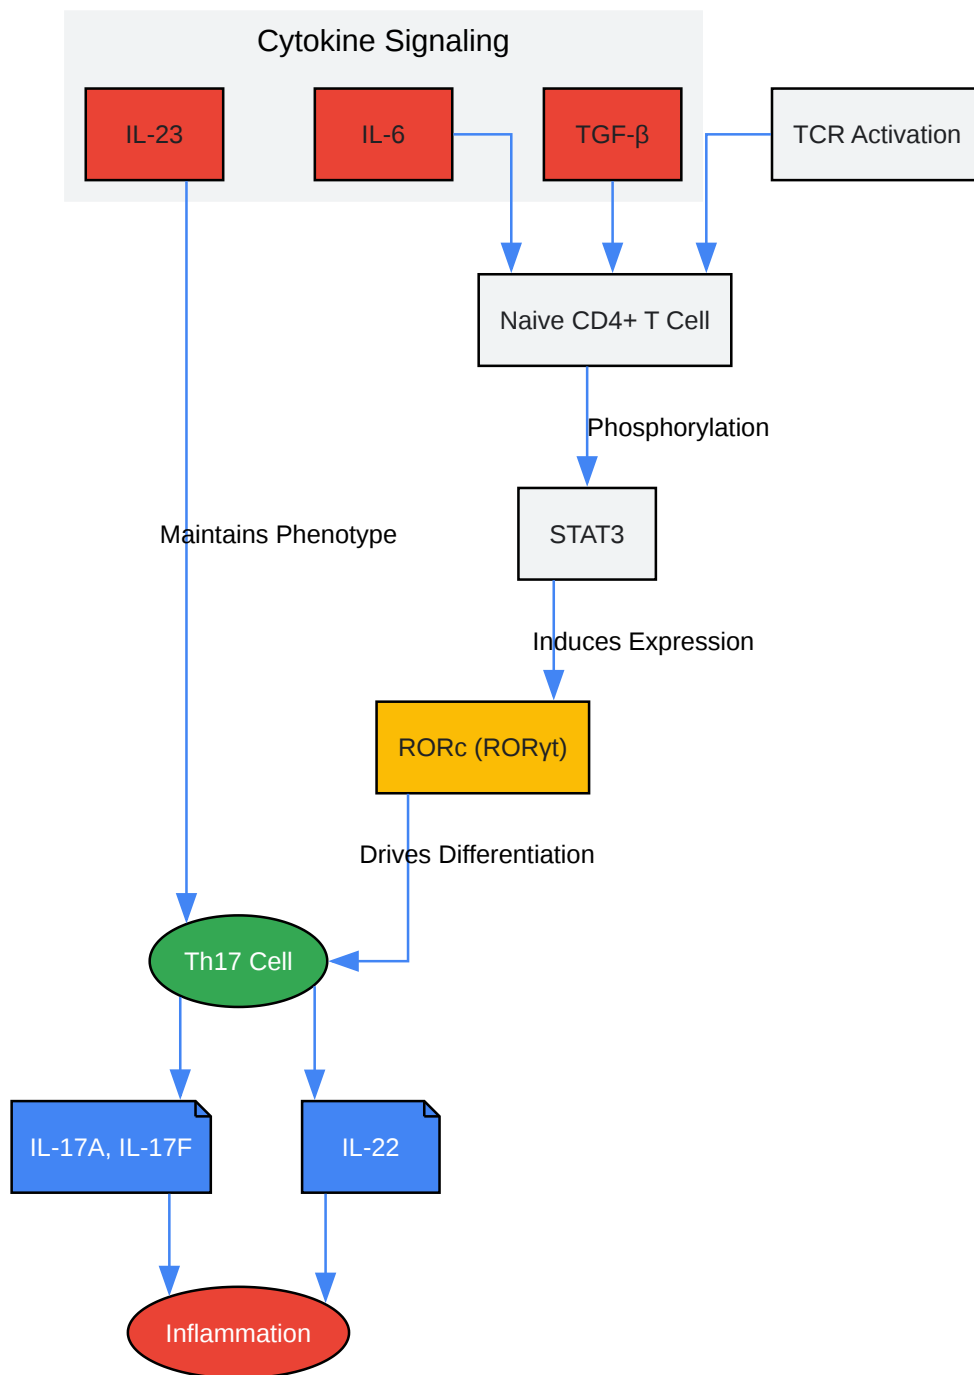 Cytokine Signaling
IL-23
IL-6
TGF-β
TCR Activation
Naive CD4+ T Cell
Phosphorylation
STAT3
Maintains Phenotype
Induces Expression
RORc (RORγt)
Drives Differentiation
Th17 Cell
IL-17A, IL-17F
IL-22
Inflammation